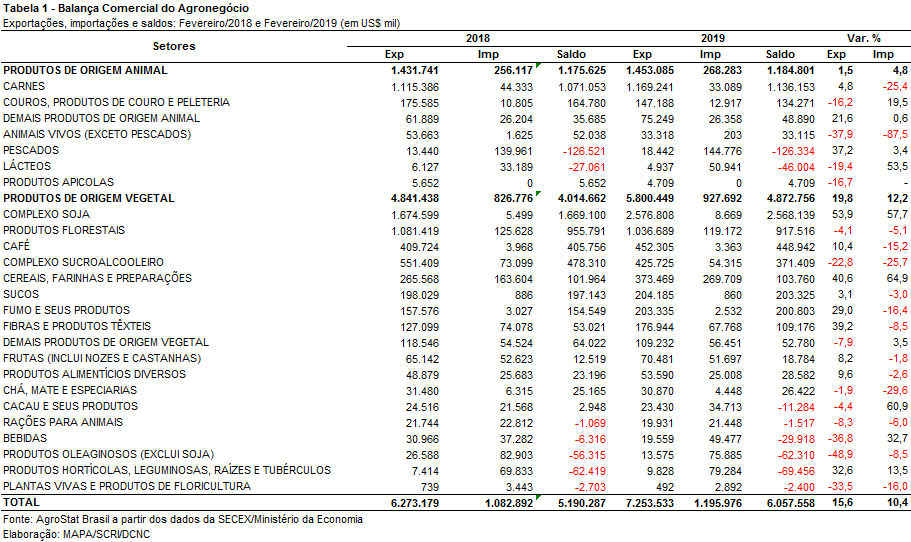 Tabela 1 - Balança Comercial do Agronegócio
Exportações, importações e saldos: Fevereiro/2018 e Fevereiro/2019 (em US$ mil)
Setores 2018 2019 Var. %
Exp Imp Saldo Exp Imp Saldo Exp Imp
PRODUTOS DE ORIGEM ANIMAL 1.431.741 256.117 1.175.625 1.453.085 268.283 1.184.801 1,5 4,8
CARNES 1.115.386 44.333 1.071.053 1.169.241 33.089 1.136.153 4,8 -25,4
COUROS, PRODUTOS DE COURO E PELETERIA 175.585 10.805 164.780 147.188 12.917 134.271 -16,2 19,5
DEMAIS PRODUTOS DE ORIGEM ANIMAL 61.889 26.204 35.685 75.249 26.358 48.890 21,6 0,6
ANIMAIS VIVOS (EXCETO PESCADOS) 53.663 1.625 52.038 33.318 203 33.115 -37,9 -87,5
PESCADOS 13.440 139.961 -126.521 18.442 144.776 -126.334 37,2 3,4
LÁCTEOS 6.127 33.189 -27.061 4.937 50.941 -46.004 -19,4 53,5
PRODUTOS APICOLAS 5.652 0 5.652 4.709 0 4.709 -16,7 -
PRODUTOS DE ORIGEM VEGETAL 4.841.438 826.776 4.014.662 5.800.449 927.692 4.872.756 19,8 12,2
COMPLEXO SOJA 1.674.599 5.499 1.669.100 2.576.808 8.669 2.568.139 53,9 57,7
PRODUTOS FLORESTAIS 1.081.419 125.628 955.791 1.036.689 119.172 917.516 -4,1 -5,1
CAFÉ 409.724 3.968 405.756 452.305 3.363 448.942 10,4 -15,2
COMPLEXO SUCROALCOOLEIRO 551.409 73.099 478.310 425.725 54.315 371.409 -22,8 -25,7
CEREAIS, FARINHAS E PREPARAÇÕES 265.568 163.604 101.964 373.469 269.709 103.760 40,6 64,9
SUCOS 198.029 886 197.143 204.185 860 203.325 3,1 -3,0
FUMO E SEUS PRODUTOS 157.576 3.027 154.549 203.335 2.532 200.803 29,0 -16,4
FIBRAS E PRODUTOS TÊXTEIS 127.099 74.078 53.021 176.944 67.768 109.176 39,2 -8,5
DEMAIS PRODUTOS DE ORIGEM VEGETAL 118.546 54.524 64.022 109.232 56.451 52.780 -7,9 3,5
FRUTAS (INCLUI NOZES E CASTANHAS) 65.142 52.623 12.519 70.481 51.697 18.784 8,2 -1,8
PRODUTOS ALIMENTÍCIOS DIVERSOS 48.879 25.683 23.196 53.590 25.008 28.582 9,6 -2,6
CHÁ, MATE E ESPECIARIAS 31.480 6.315 25.165 30.870 4.448 26.422 -1,9 -29,6
CACAU E SEUS PRODUTOS 24.516 21.568 2.948 23.430 34.713 -11.284 -4,4 60,9
RAÇÕES PARA ANIMAIS 21.744 22.812 -1.069 19.931 21.448 -1.517 -8,3 -6,0
BEBIDAS 30.966 37.282 -6.316 19.559 49.477 -29.918 -36,8 32,7
PRODUTOS OLEAGINOSOS (EXCLUI SOJA) 26.588 82.903 -56.315 13.575 75.885 -62.310 -48,9 -8,5
PRODUTOS HORTÍCOLAS, LEGUMINOSAS, RAÍZES E TUBÉRCULOS 7.414 69.833 -62.419 9.828 79.284 -69.456 32,6 13,5
PLANTAS VIVAS E PRODUTOS DE FLORICULTURA 739 3.443 -2.703 492 2.892 -2.400 -33,5 -16,0
TOTAL 6.273.179 1.082.892 5.190.287 7.253.533 1.195.976 6.057.558 15,6 10,4
Fonte: AgroStat Brasil a partir dos dados da SECEX/Ministério da Economia
Elaboração: MAPA/SCRI/DCNC